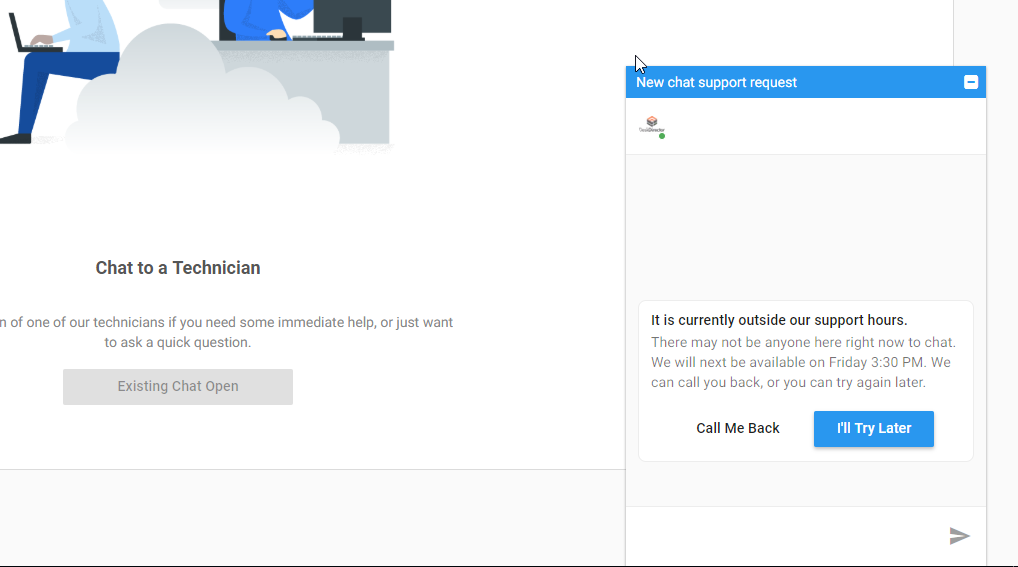 New chat support request
DeskDirector
Chat to a Technician
n of one of our technicians if you need some immediate help, or just want
to ask a quick question.
Existing Chat Open
It is currently outside our support hours.
There may not be anyone here right now to chat.
We will next be available on Friday 3:30 PM. We
can call you back, or you can try again later.
Call Me Back
I'll Try Later